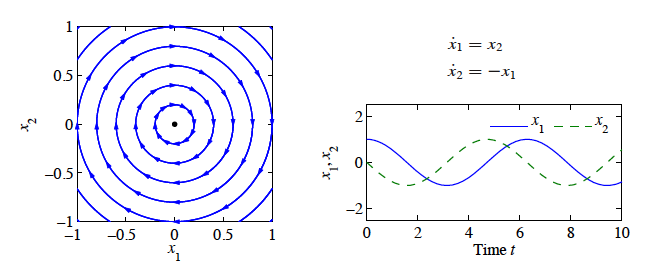 1
0.5
0
−0.5
−1
x2
−1 −0.5 0 0.5 1
x1
ẋ1 = x2
ẋ2 = −x1
x1 x2
2
0
−2
x1, x2
0 2 4 6 8 10
Time t